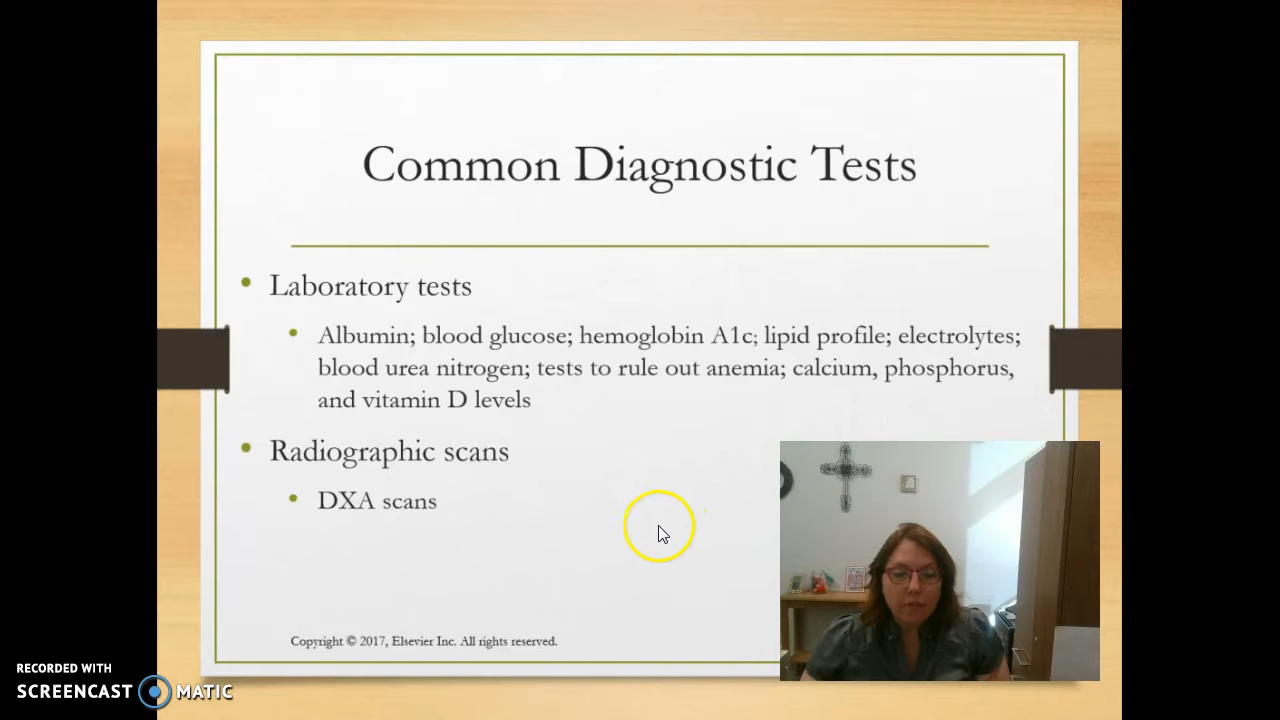 Common Diagnostic Tests
• Laboratory tests
• Albumin; blood glucose; hemoglobin A1c; lipid profile; electrolytes;
blood urea nitrogen; tests to rule out anemia; calcium, phosphorus,
and vitamin D levels
• Radiographic scans
• DXA scans
Copyright © 2017, Elsevier Inc. All rights reserved.
RECORDED WITH
SCREENCAST MATIC